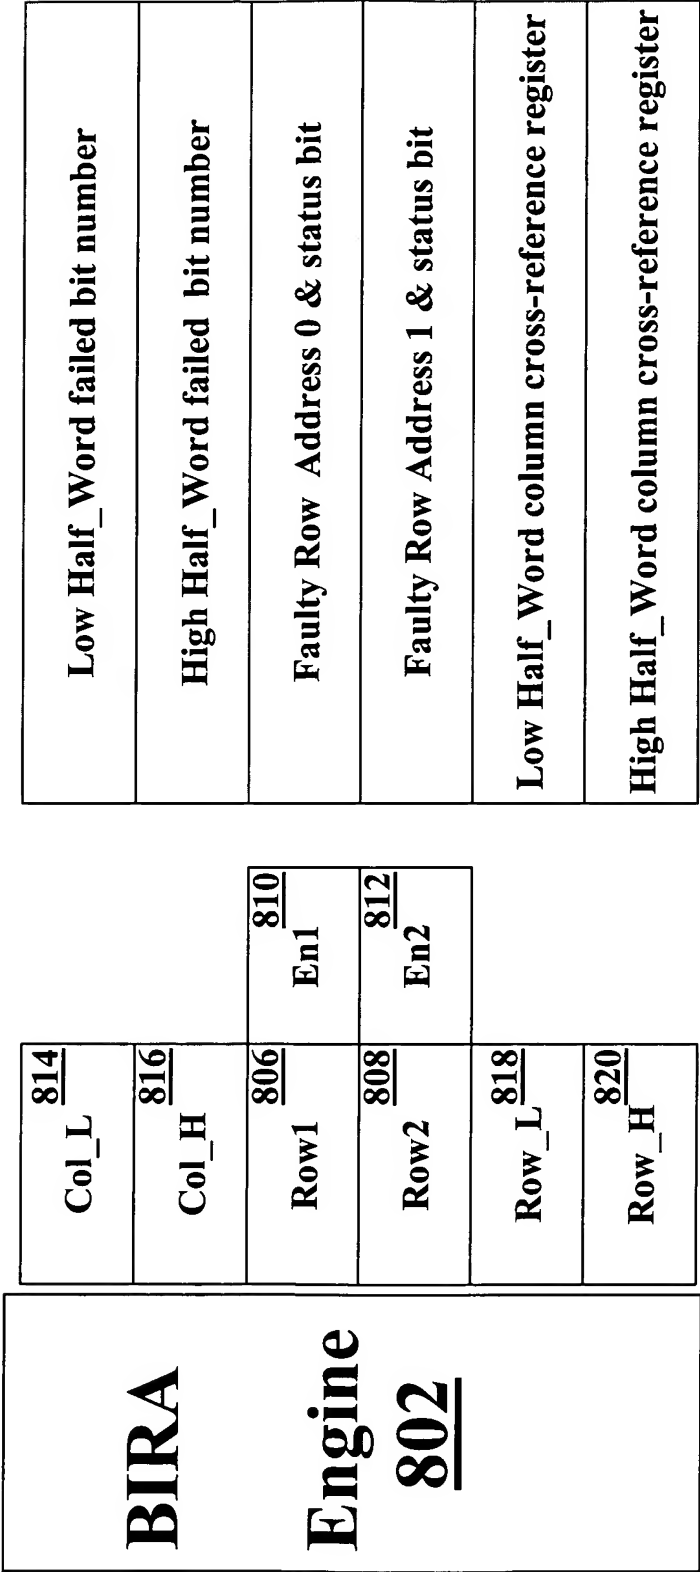 BIRA
Engine
802
Col_L 814
Col_H 816
Row1 806
Row2 808
Row_L 818
Row_H 820
En1 810
En2 812
Low Half_Word failed bit number
High Half_Word failed bit number
Faulty Row Address 0 & status bit
Faulty Row Address 1 & status bit
Low Half_Word column cross-reference register
High Half_Word column cross-reference register